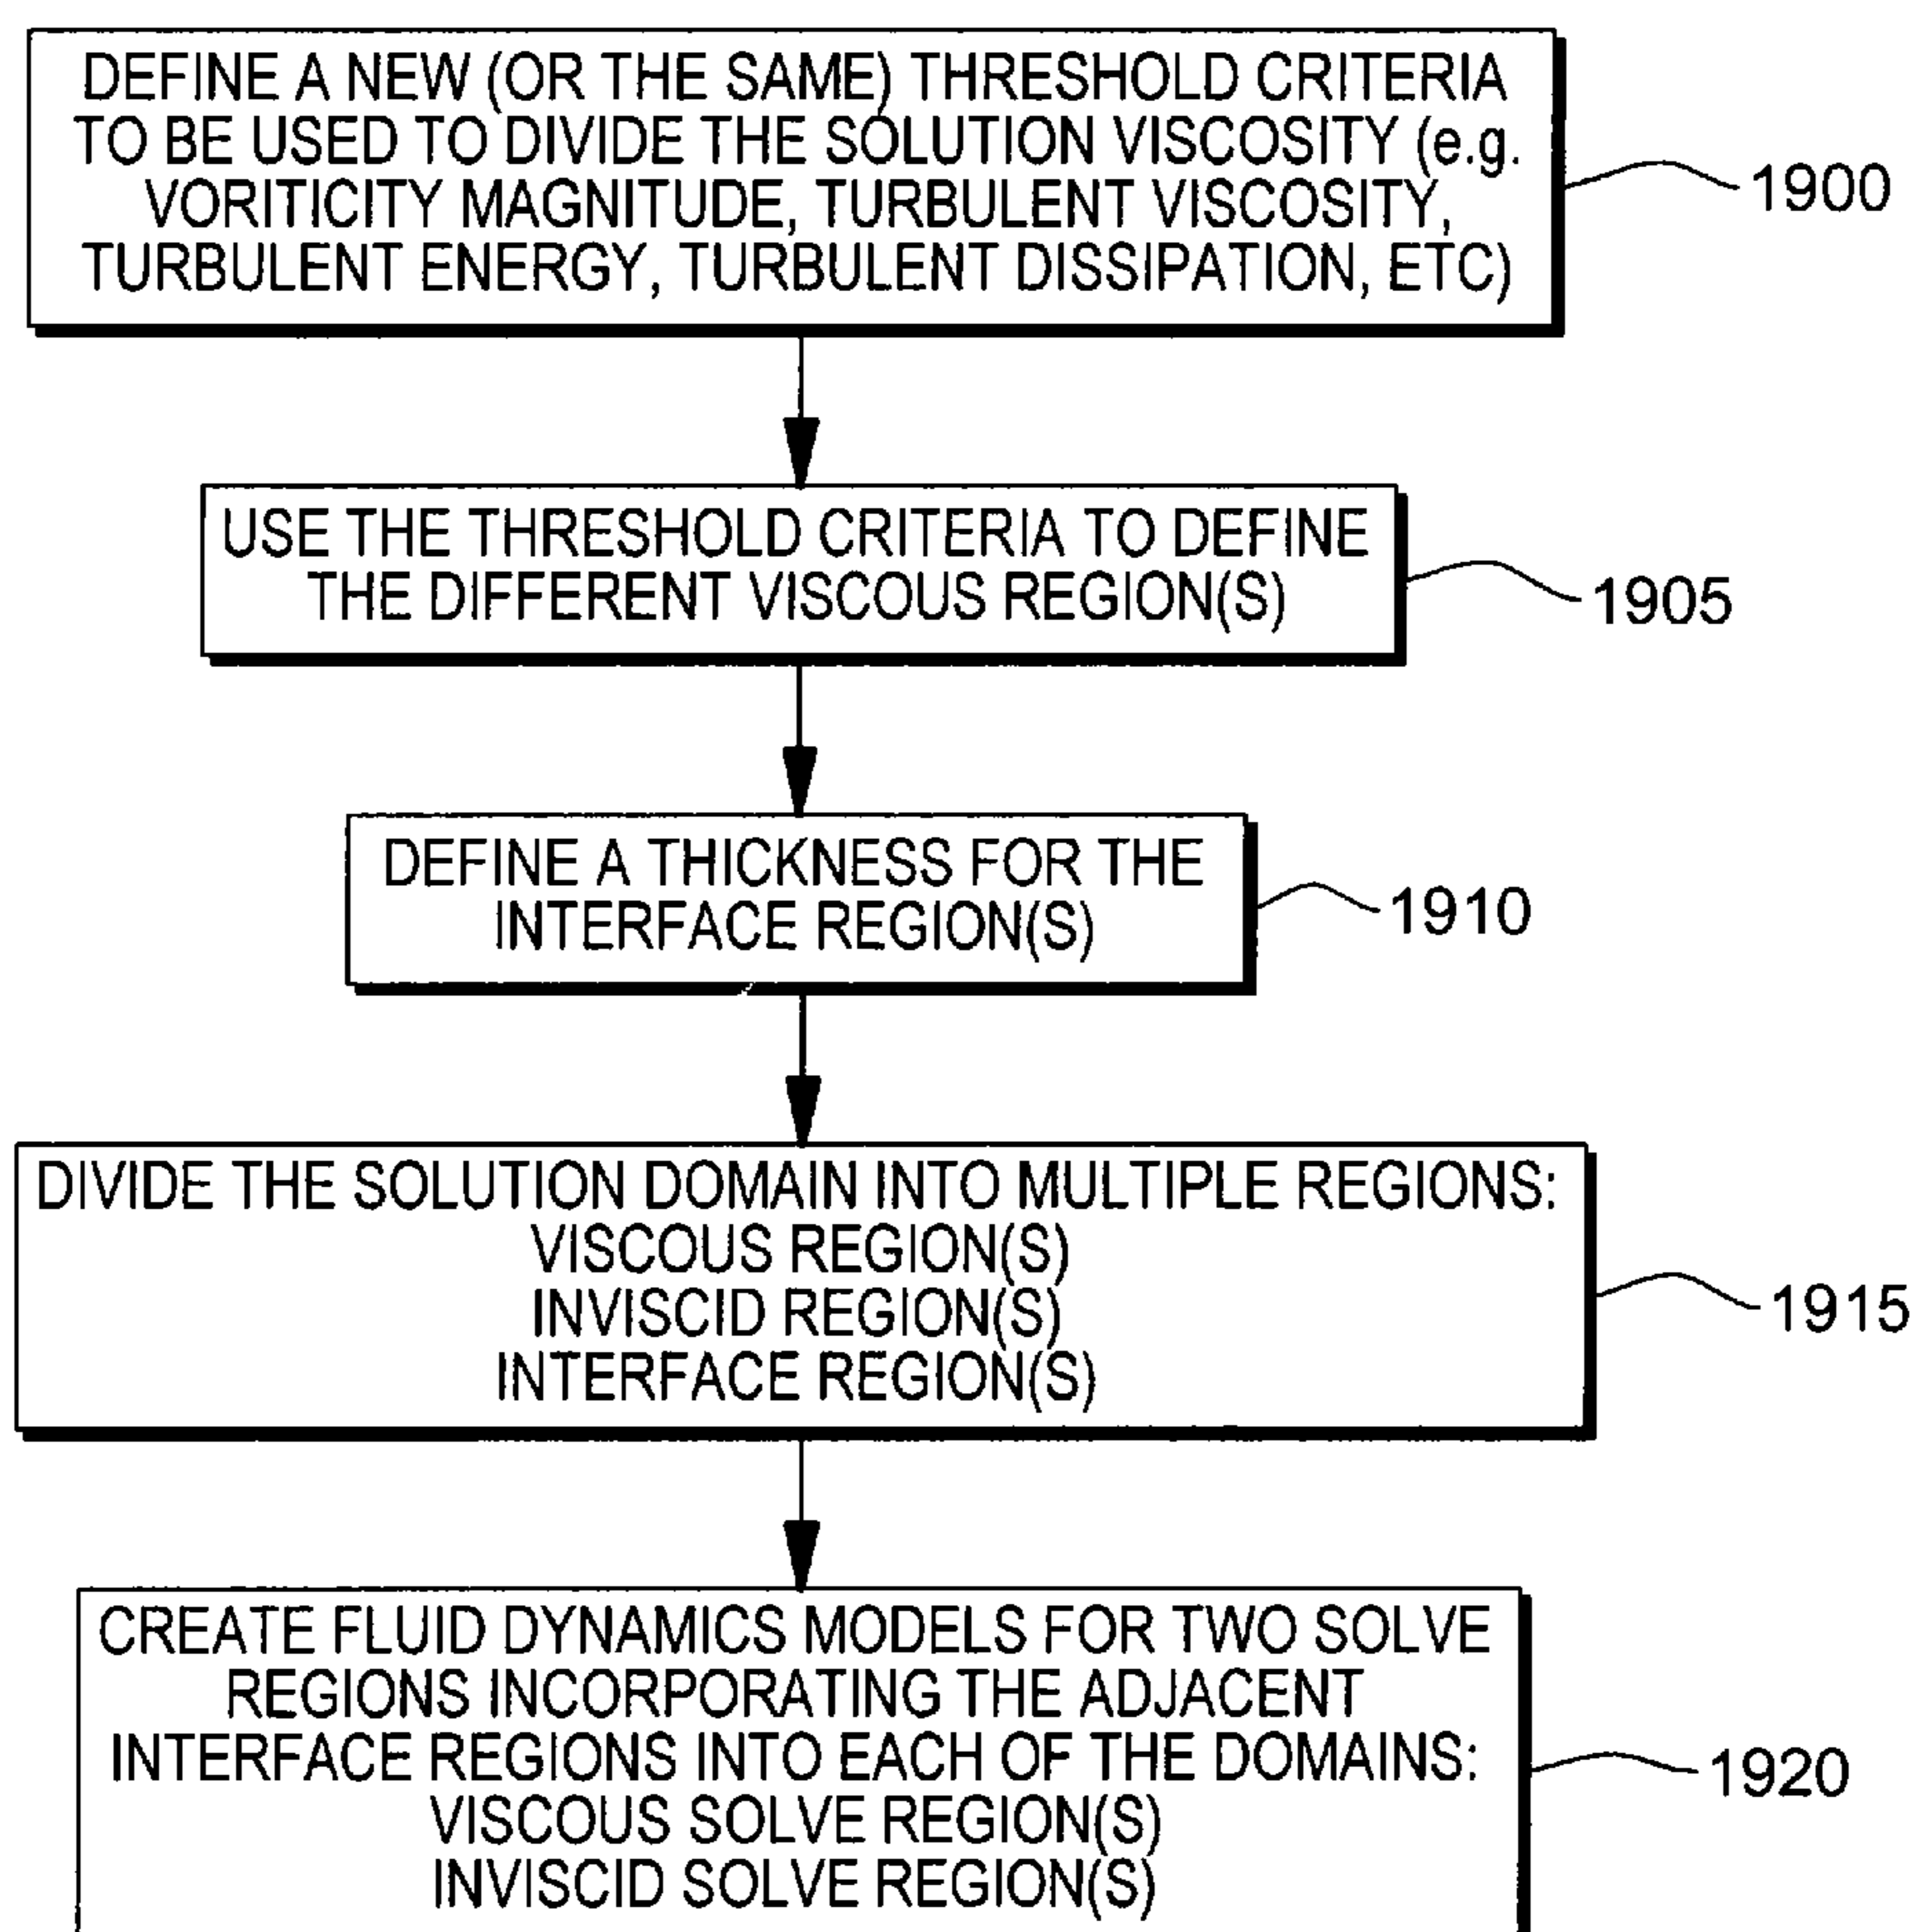 DEFINE A NEW (OR THE SAME) THRESHOLD CRITERIA
TO BE USED TO DIVIDE THE SOLUTION VISCOSITY (e.g.
VORITICITY MAGNITUDE, TURBULENT VISCOSITY,
TURBULENT ENERGY, TURBULENT DISSIPATION, ETC)
1900
USE THE THRESHOLD CRITERIA TO DEFINE
THE DIFFERENT VISCOUS REGION(S)
1905
DEFINE A THICKNESS FOR THE
INTERFACE REGION(S)
1910
DIVIDE THE SOLUTION DOMAIN INTO MULTIPLE REGIONS:
VISCOUS REGION(S)
INVISCID REGION(S)
INTERFACE REGION(S)
1915
CREATE FLUID DYNAMICS MODELS FOR TWO SOLVE
REGIONS INCORPORATING THE ADJACENT
INTERFACE REGIONS INTO EACH OF THE DOMAINS:
VISCOUS SOLVE REGION(S)
INVISCID SOLVE REGION(S)
1920